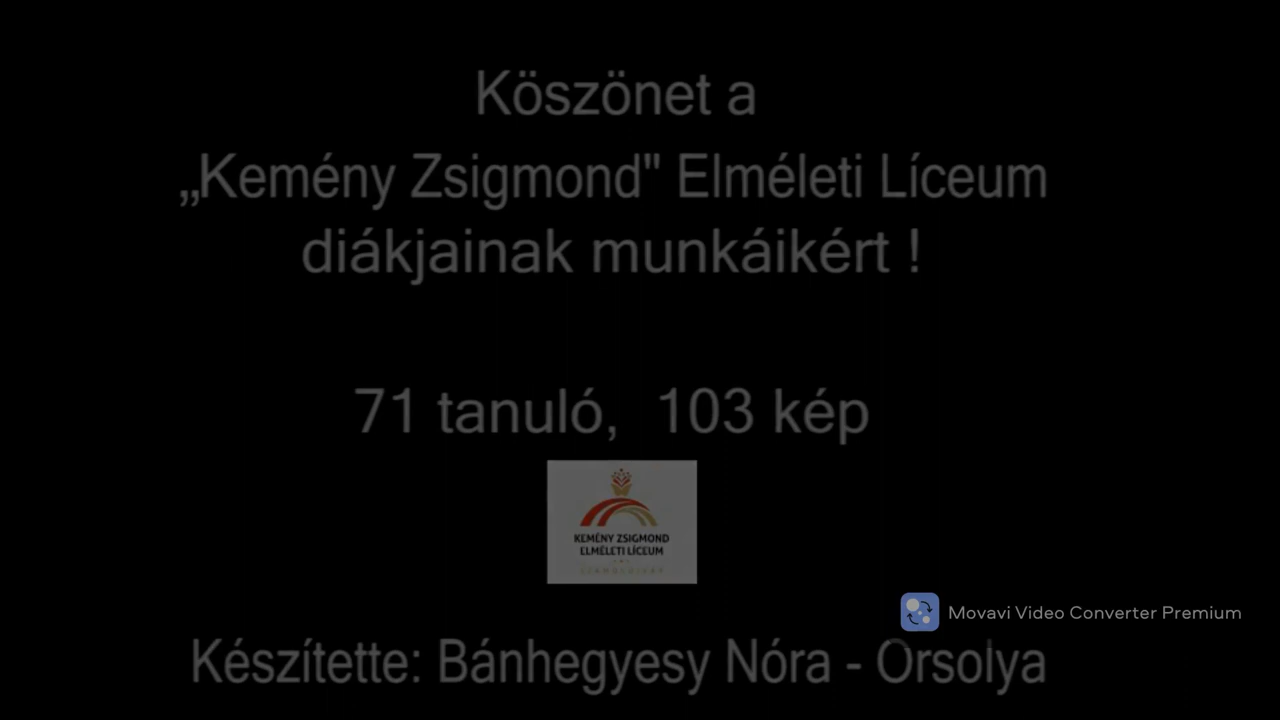 Köszönet a
„Kemény Zsigmond" Elméleti Líceum
diákjainak munkáikért !
71 tanuló, 103 kép
KEMÉNY ZSIGMOND
ELMÉLETI LÍCEUM
Movavi Video Converter Premium
Készítette: Bánhegyesy Nóra - Orsolya